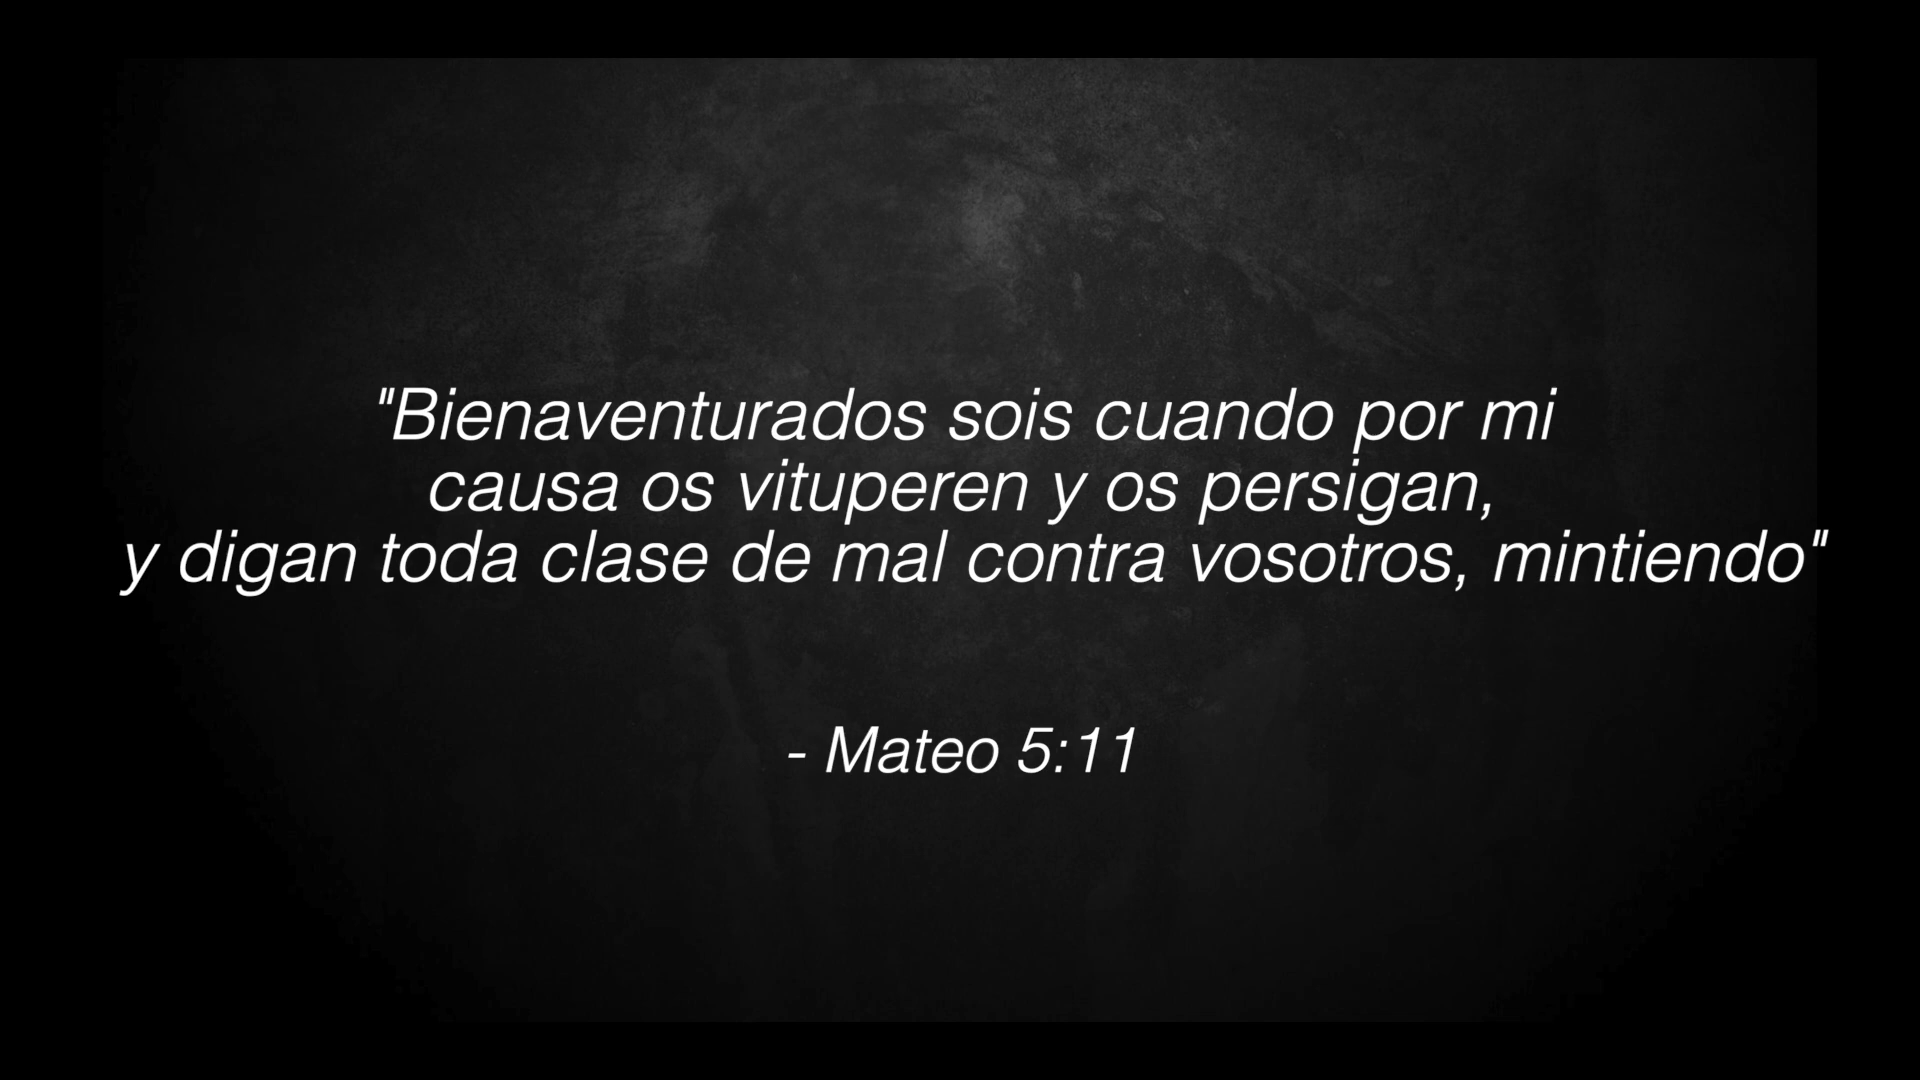 "Bienaventurados sois cuando por mi
causa os vituperen y os persigan,
y digan toda clase de mal contra vosotros, mintiendo"
- Mateo 5:11